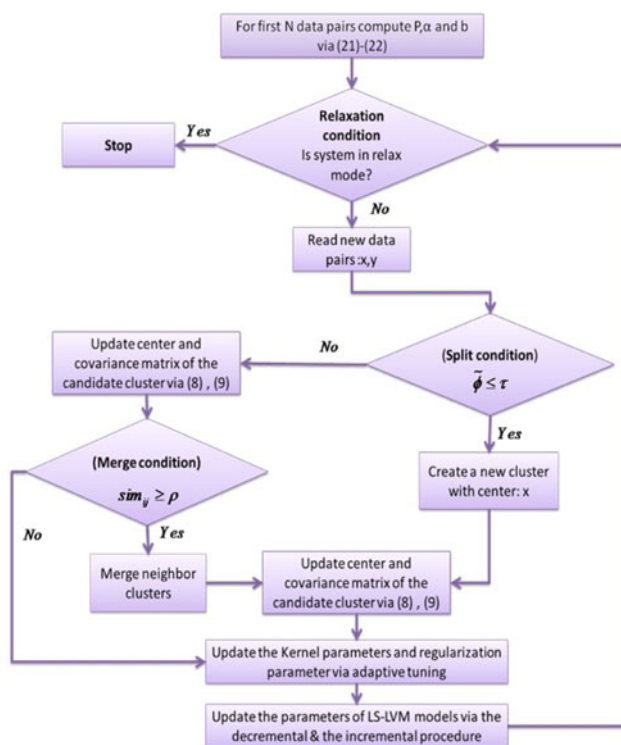 For first N data pairs compute P,α and b
via (21)-(22)
Relaxation
condition
Is system in relax
mode?
Yes
Stop
No
Read new data
pairs :x,y
(Split condition)
φ̃ ≤ τ
No
Update center and
covariance matrix of the
candidate cluster via (8) , (9)
Yes
Create a new cluster
with center: x
(Merge condition)
simᵢⱼ ≥ ρ
No
Yes
Merge neighbor
clusters
Update center and
covariance matrix of the
candidate cluster via (8) , (9)
Update the Kernel parameters and regularization
parameter via adaptive tuning
Update the parameters of LS-LVM models via the
decremental & the incremental procedure